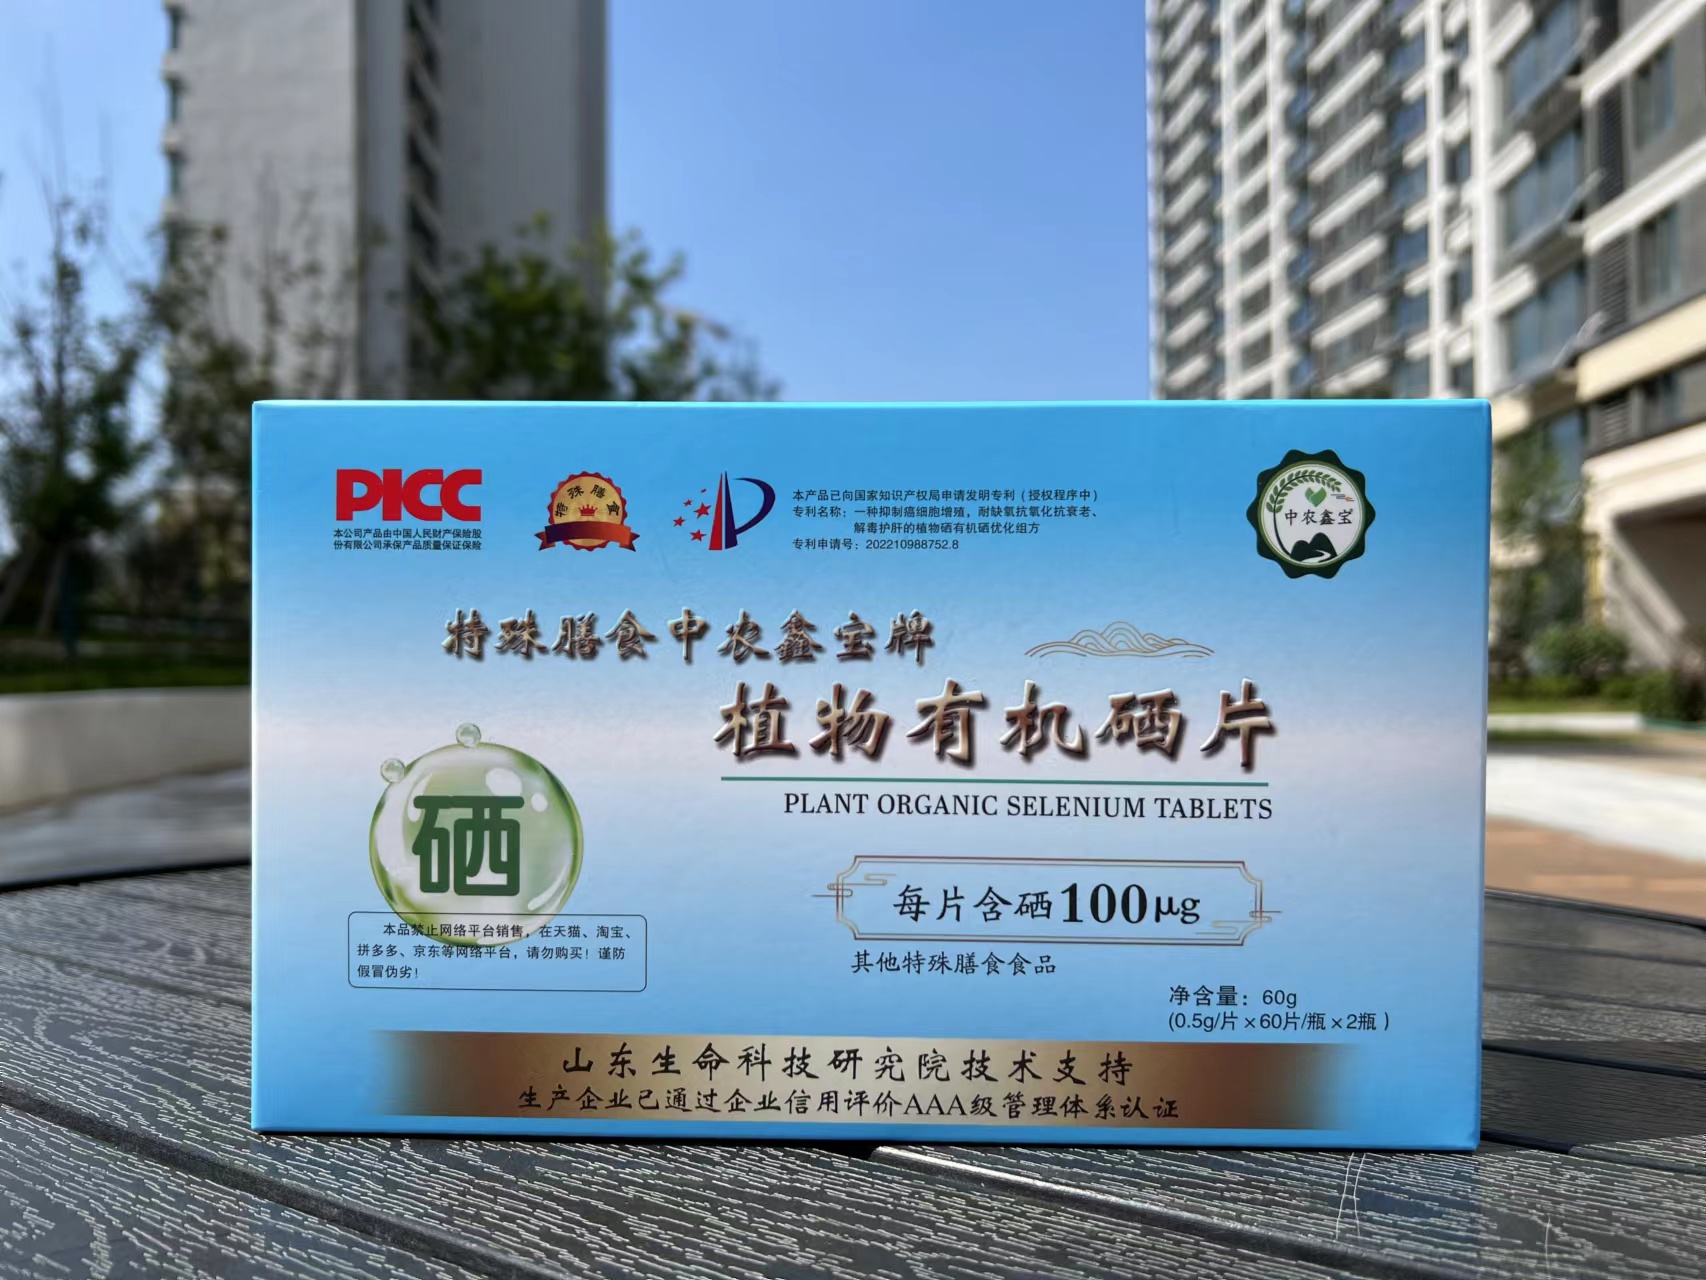 PICC
本公司产品由中国人民财产保险股
份有限公司承保产品质量保证保险
特殊膳食
本产品已向国家知识产权局申请发明专利（授权程序中）
专利名称：一种抑制癌细胞增殖，耐缺氧抗氧化抗衰老、
解毒护肝的植物硒有机硒优化组方
专利申请号：202210988752.8
中农鑫宝
特殊膳食中农鑫宝牌
植物有机硒片
PLANT ORGANIC SELENIUM TABLETS
硒
每片含硒100μg
本品禁止网络平台销售，在天猫、淘宝、
拼多多、京东等网络平台，请勿购买！谨防
假冒伪劣！
其他特殊膳食食品
净含量：60g
(0.5g/片×60片/瓶×2瓶）
山东生命科技研究院技术支持
生产企业已通过企业信用评价AAA级管理体系认证